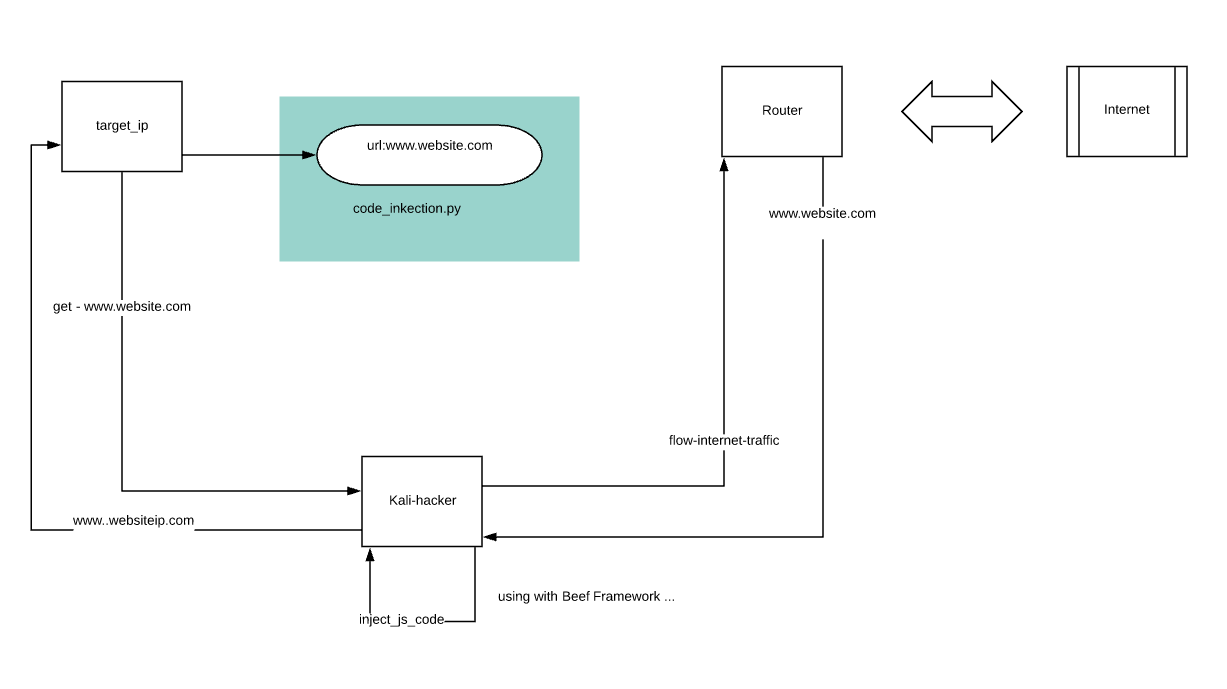 target_ip
url:www.website.com
code_inkection.py
Router
Internet
www.website.com
get - www.website.com
flow-internet-traffic
Kali-hacker
www..websiteip.com
using with Beef Framework ...
inject_js_code